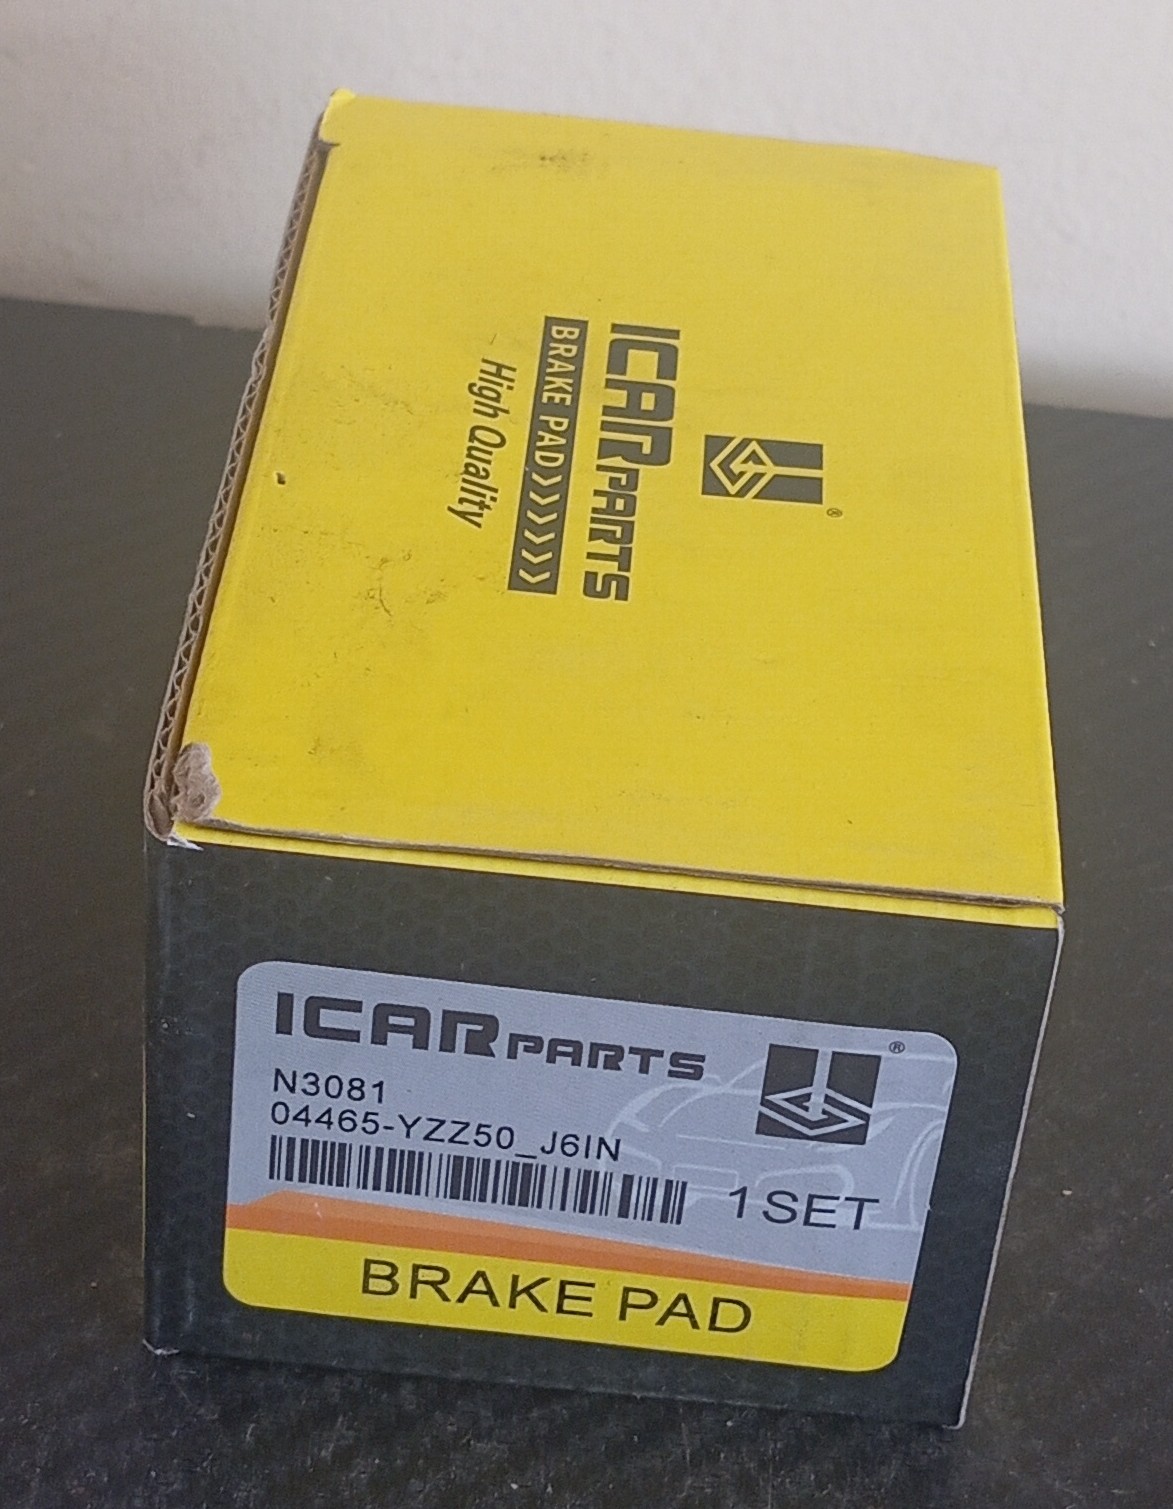 ICARPARTS
BRAKE PAD
High Quality
®
ICARPARTS
®
N3081
04465-YZZ50_J6IN
1 SET
BRAKE PAD